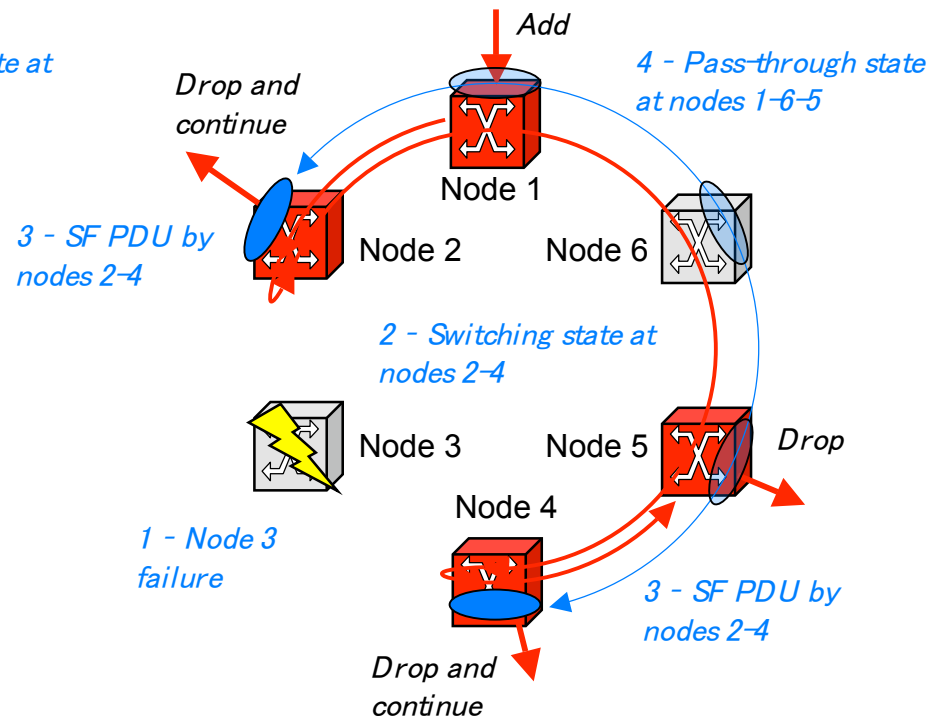 Add
te at
4 - Pass-through state
at nodes 1-6-5
Drop and
continue
Node 1
3 - SF PDU by
nodes 2-4
Node 2
Node 6
2 - Switching state at
nodes 2-4
Node 3
Node 5
Drop
Node 4
1 - Node 3
failure
3 - SF PDU by
nodes 2-4
Drop and
continue